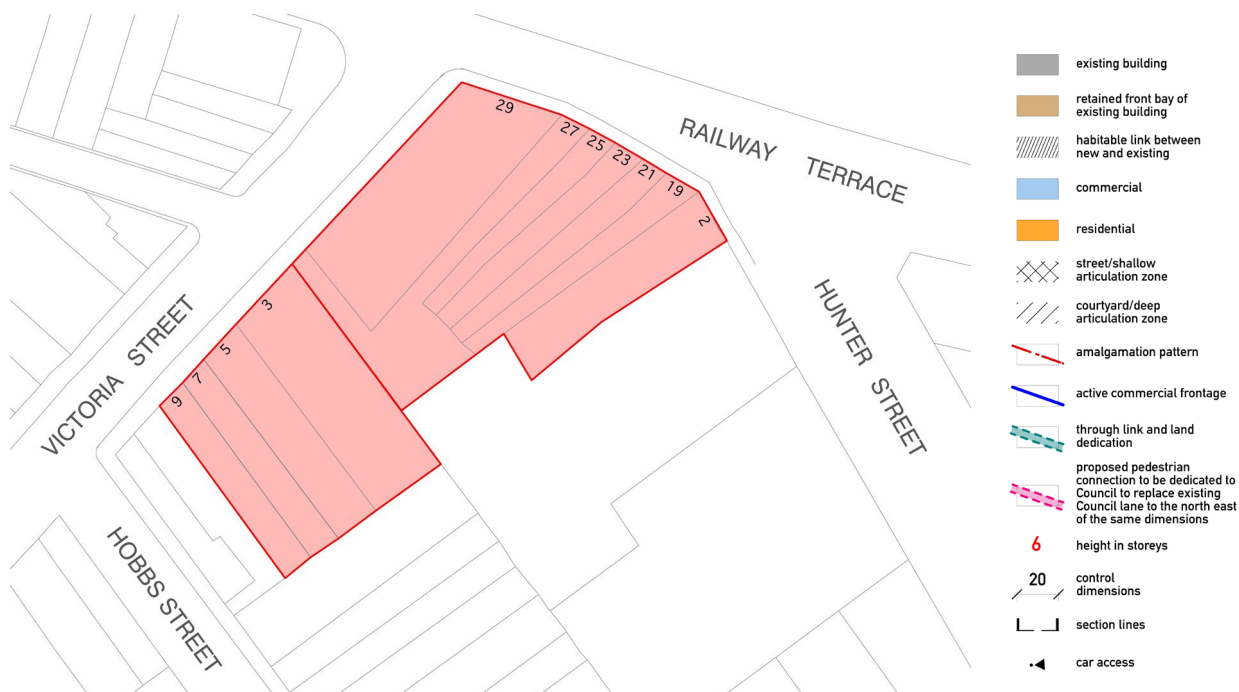 29
27
25
23
21
19
2
RAILWAY TERRACE
HUNTER STREET
3
5
7
9
VICTORIA STREET
HOBBS STREET
existing building
retained front bay of
existing building
habitable link between
new and existing
commercial
residential
street/shallow
articulation zone
courtyard/deep
articulation zone
amalgamation pattern
active commercial frontage
through link and land
dedication
proposed pedestrian
connection to be dedicated to
Council to replace existing
Council lane to the north east
of the same dimensions
6 height in storeys
20 control
dimensions
section lines
car access